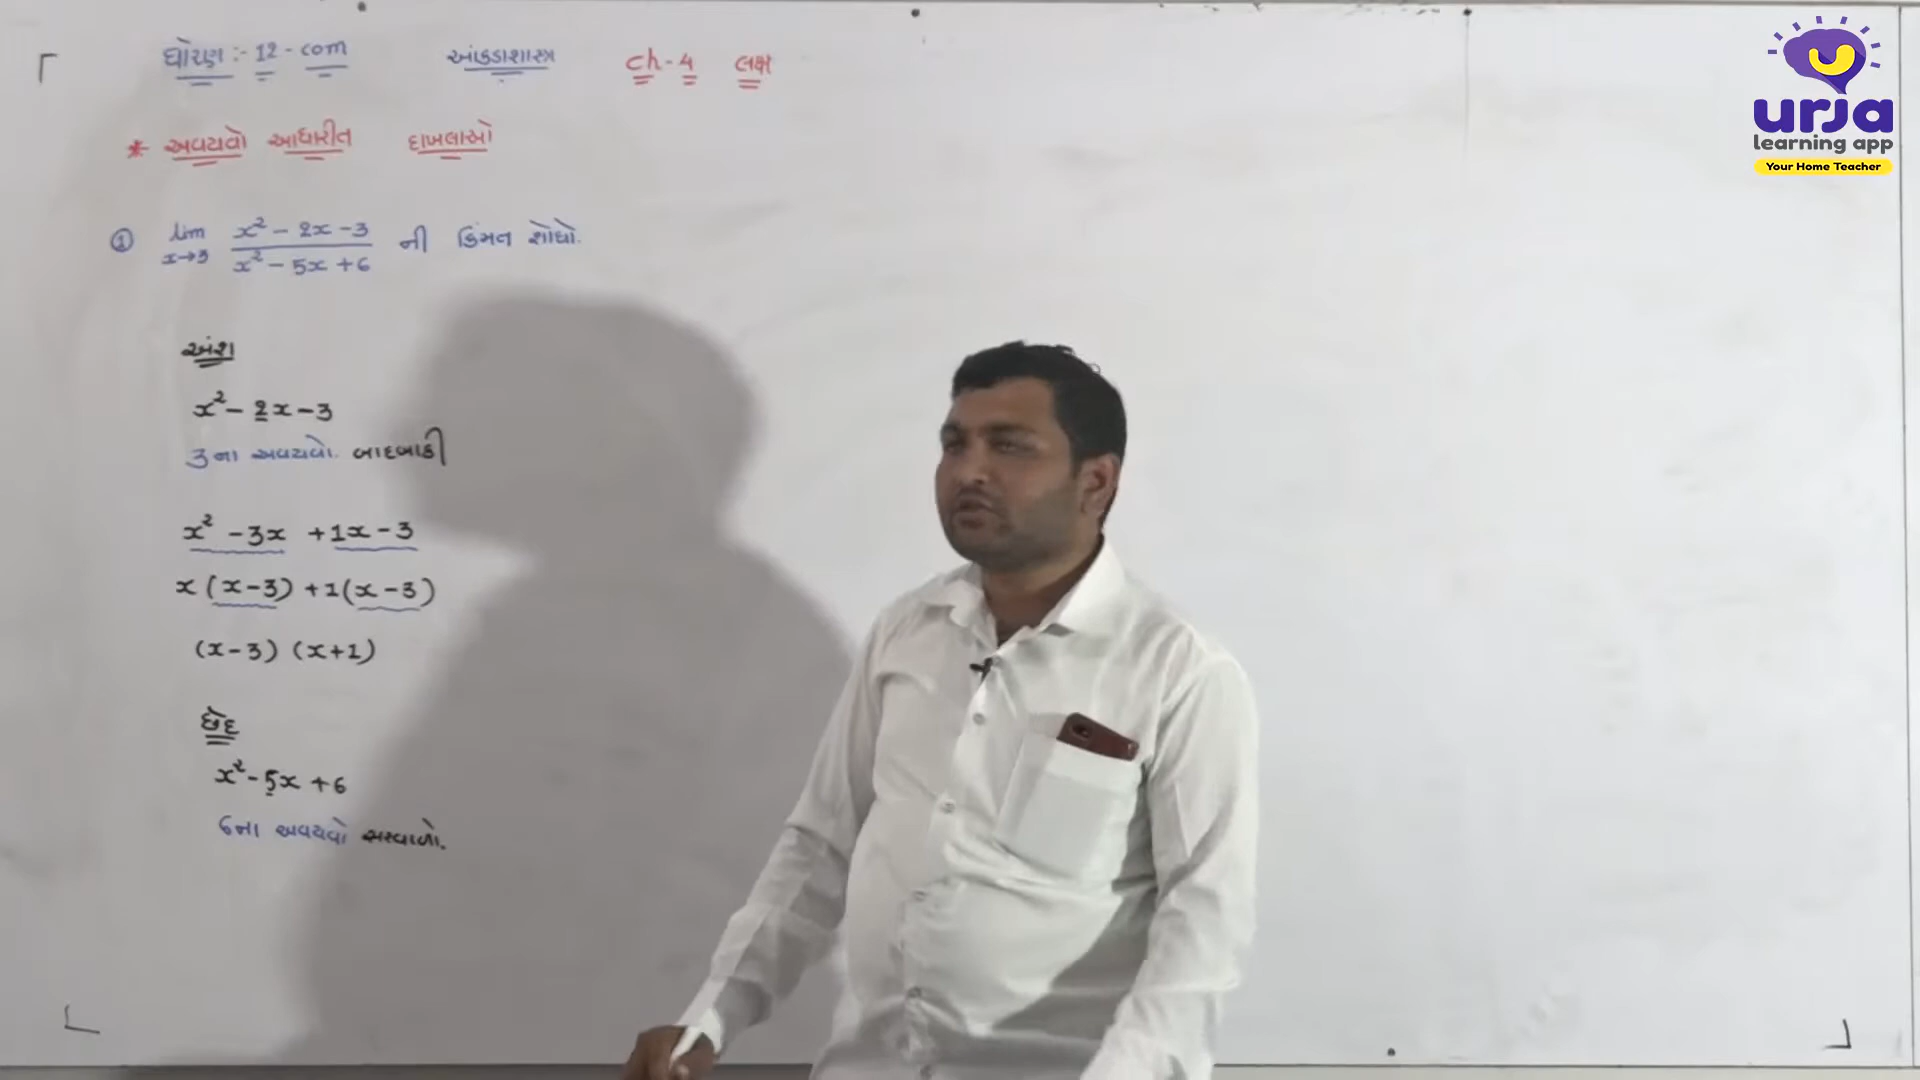 ધોરણ :- 12 - com આંકડાશાસ્ત્ર ch - 4 લક્ષ
* અવયવો આધારીત દાખલાઓ
① lim x→3 x² - 2x - 3 / x² - 5x + 6 ની કિંમત શોધો.
અંશ
x² - 2x - 3
3ના અવયવો. બાદબાકી
x² - 3x + 1x - 3
x (x - 3) + 1 (x - 3)
(x - 3) (x + 1)
છેદ
x² - 5x + 6
6ના અવયવો સરવાળો.
urja
learning app
Your Home Teacher